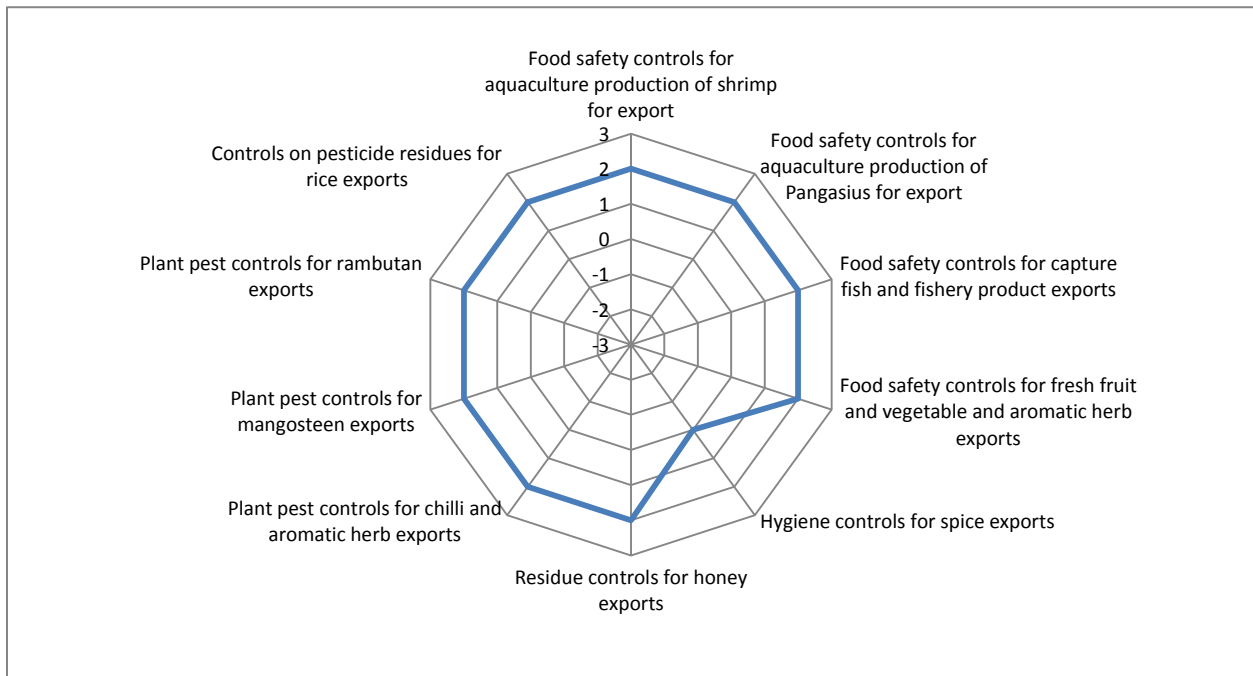 Food safety controls for
aquaculture production of shrimp
for export
Food safety controls for
aquaculture production of
Pangasius for export
Food safety controls for capture
fish and fishery product exports
Food safety controls for fresh fruit
and vegetable and aromatic herb
exports
Hygiene controls for spice exports
Residue controls for honey
exports
Plant pest controls for chilli and
aromatic herb exports
Plant pest controls for
mangosteen exports
Plant pest controls for rambutan
exports
Controls on pesticide residues for
rice exports
3
2
1
0
-1
-2
-3